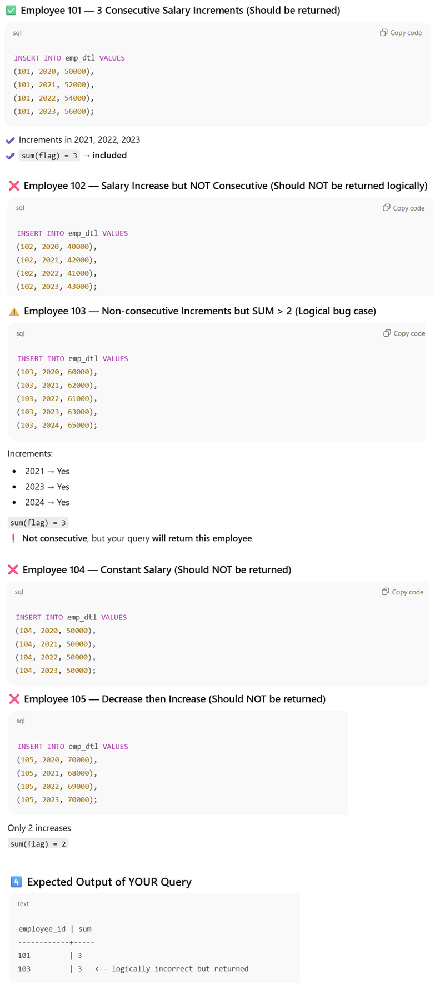 ✅ Employee 101 — 3 Consecutive Salary Increments (Should be returned)
sql
Copy code
INSERT INTO emp_dtl VALUES
(101, 2020, 50000),
(101, 2021, 52000),
(101, 2022, 54000),
(101, 2023, 56000);
✔ Increments in 2021, 2022, 2023
✔ sum(flag) = 3 → included
❌ Employee 102 — Salary Increase but NOT Consecutive (Should NOT be returned logically)
sql
Copy code
INSERT INTO emp_dtl VALUES
(102, 2020, 40000),
(102, 2021, 42000),
(102, 2022, 41000),
(102, 2023, 43000);
⚠️ Employee 103 — Non-consecutive Increments but SUM > 2 (Logical bug case)
sql
Copy code
INSERT INTO emp_dtl VALUES
(103, 2020, 60000),
(103, 2021, 62000),
(103, 2022, 61000),
(103, 2023, 63000),
(103, 2024, 65000);
Increments:
• 2021 → Yes
• 2023 → Yes
• 2024 → Yes
sum(flag) = 3
❗ Not consecutive, but your query will return this employee
❌ Employee 104 — Constant Salary (Should NOT be returned)
sql
Copy code
INSERT INTO emp_dtl VALUES
(104, 2020, 50000),
(104, 2021, 50000),
(104, 2022, 50000),
(104, 2023, 50000);
❌ Employee 105 — Decrease then Increase (Should NOT be returned)
sql
INSERT INTO emp_dtl VALUES
(105, 2020, 70000),
(105, 2021, 68000),
(105, 2022, 69000),
(105, 2023, 70000);
Only 2 increases
sum(flag) = 2
4️⃣ Expected Output of YOUR Query
text
employee_id | sum
------------+-----
101         | 3
103         | 3   <-- logically incorrect but returned